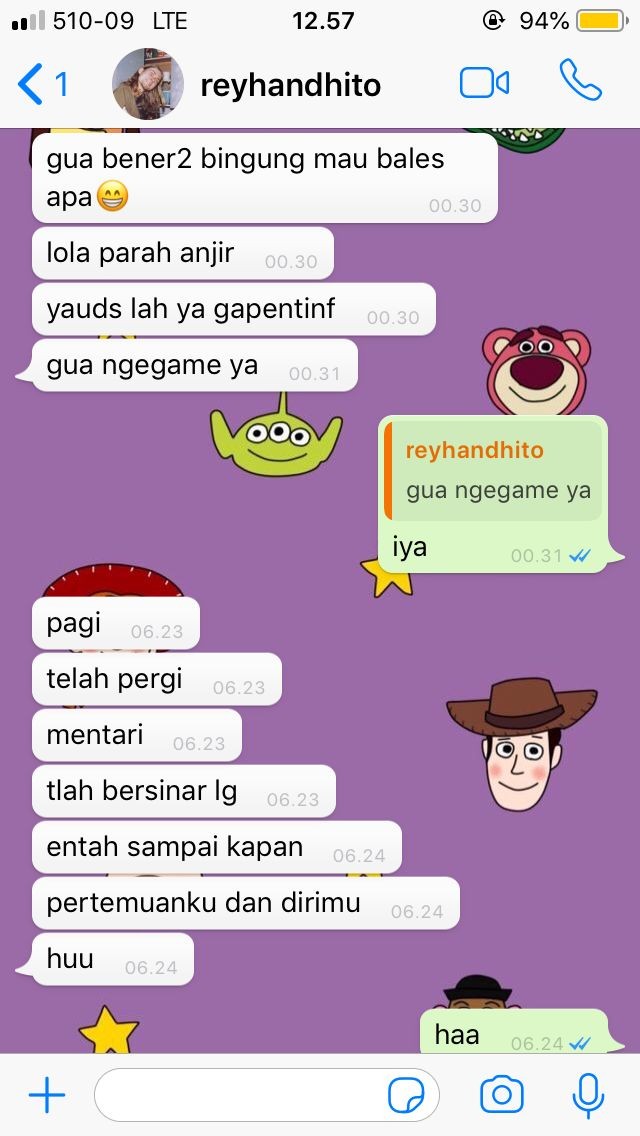 510-09 LTE 12.57 94%
1 reyhandhito
gua bener2 bingung mau bales
apa😁 00.30
lola parah anjir 00.30
yauds lah ya gapentinf 00.30
gua ngegame ya 00.31
reyhandhito
gua ngegame ya
iya 00.31
pagi 06.23
telah pergi 06.23
mentari 06.23
tlah bersinar lg 06.23
entah sampai kapan 06.24
pertemuanku dan dirimu 06.24
huu 06.24
haa 06.24